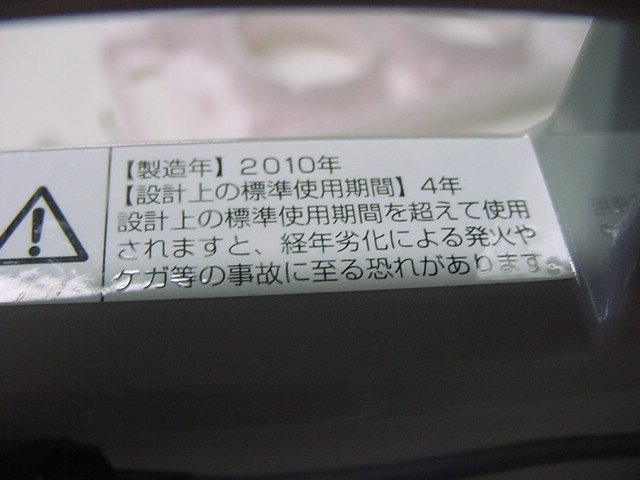 【製造年】2010年
【設計上の標準使用期間】4年
設計上の標準使用期間を超えて使用
されますと、経年劣化による発火や
ケガ等の事故に至る恐れがあります。